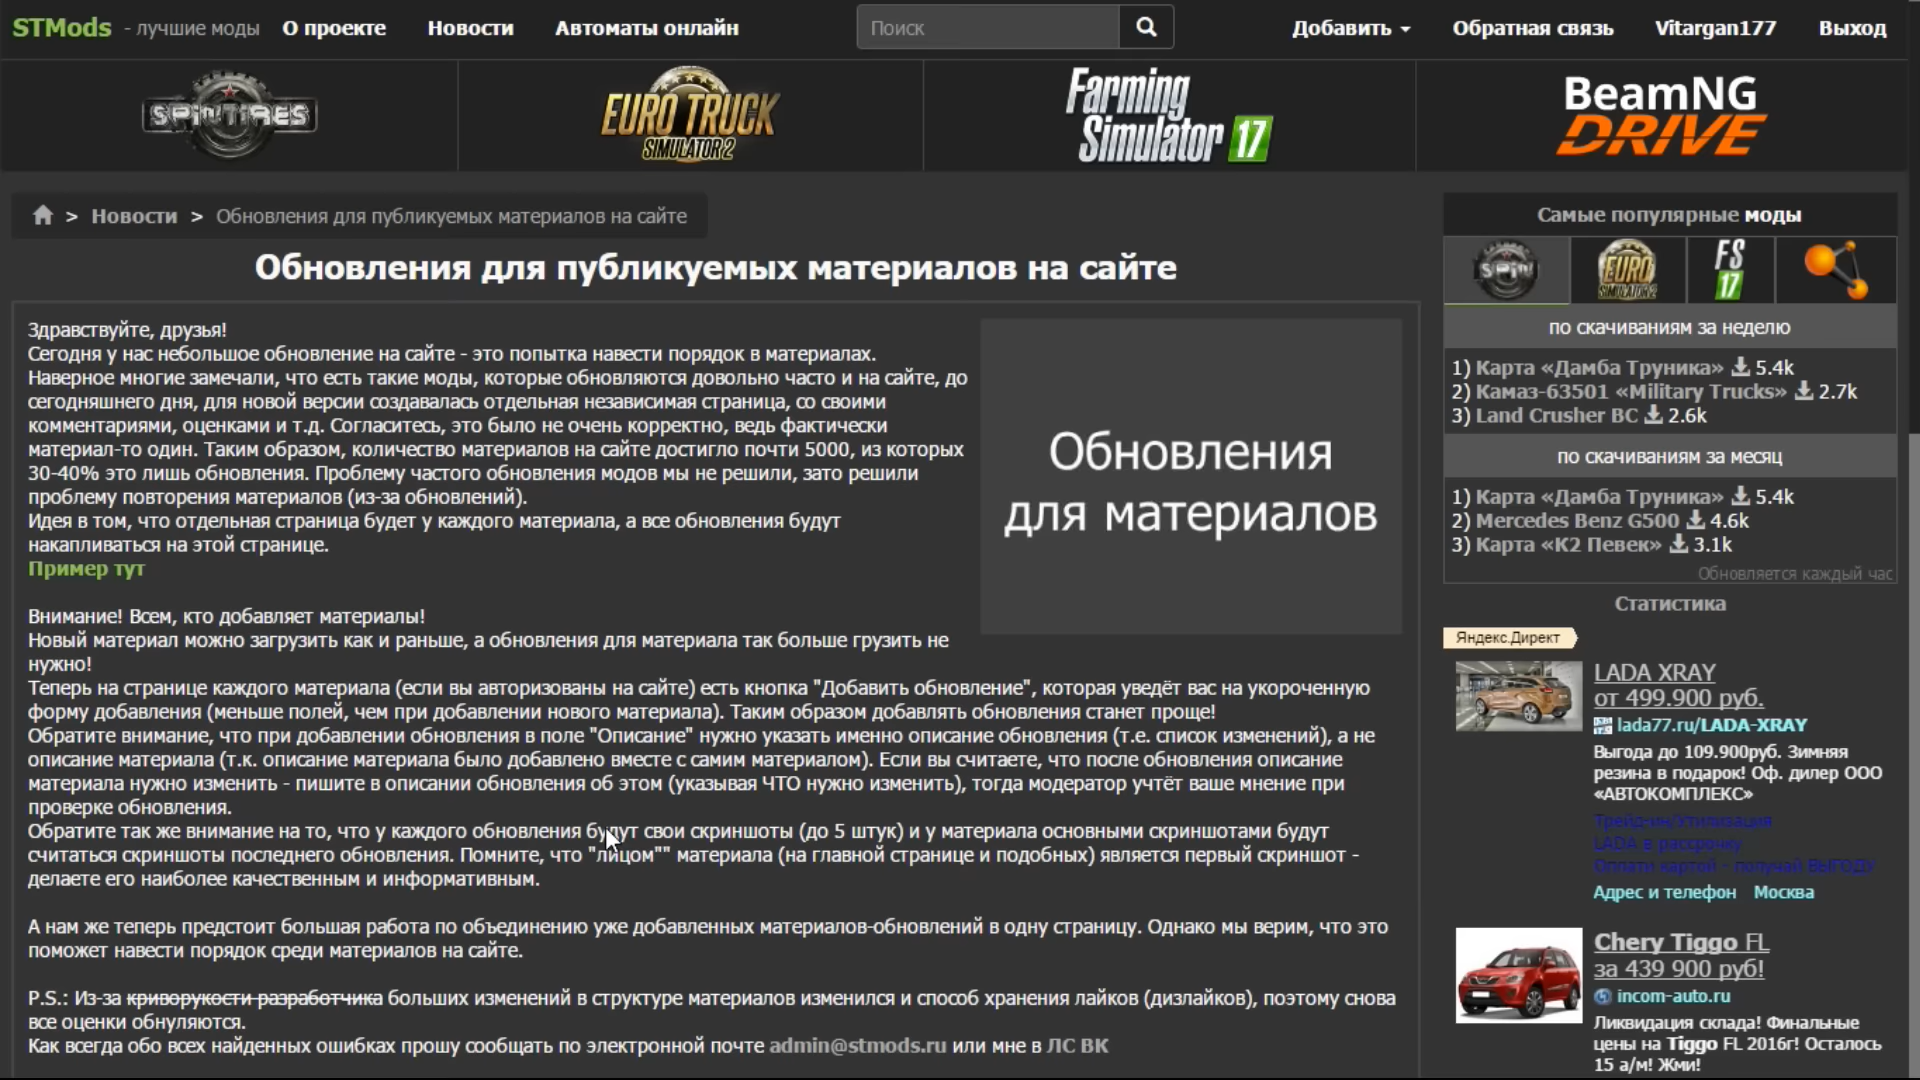 STMods - лучшие моды О проекте Новости Автоматы онлайн Поиск Добавить Обратная связь Vitargan177 Выход
SPINTIRES
EURO TRUCK
SIMULATOR 2
Farming
Simulator 17
BeamNG
DRIVE
> Новости > Обновления для публикуемых материалов на сайте
Обновления для публикуемых материалов на сайте
Здравствуйте, друзья!
Сегодня у нас небольшое обновление на сайте - это попытка навести порядок в материалах.
Наверное многие замечали, что есть такие моды, которые обновляются довольно часто и на сайте, до
сегодняшнего дня, для новой версии создавалась отдельная независимая страница, со своими
комментариями, оценками и т.д. Согласитесь, это было не очень корректно, ведь фактически
материал-то один. Таким образом, количество материалов на сайте достигло почти 5000, из которых
30-40% это лишь обновления. Проблему частого обновления модов мы не решили, зато решили
проблему повторения материалов (из-за обновлений).
Идея в том, что отдельная страница будет у каждого материала, а все обновления будут
накапливаться на этой странице.
Пример тут
Обновления
для материалов
Внимание! Всем, кто добавляет материалы!
Новый материал можно загрузить как и раньше, а обновления для материала так больше грузить не
нужно!
Теперь на странице каждого материала (если вы авторизованы на сайте) есть кнопка "Добавить обновление", которая уведёт вас на укороченную
форму добавления (меньше полей, чем при добавлении нового материала). Таким образом добавлять обновления станет проще!
Обратите внимание, что при добавлении обновления в поле "Описание" нужно указать именно описание обновления (т.е. список изменений), а не
описание материала (т.к. описание материала было добавлено вместе с самим материалом). Если вы считаете, что после обновления описание
материала нужно изменить - пишите в описании обновления об этом (указывая ЧТО нужно изменить), тогда модератор учтёт ваше мнение при
проверке обновления.
Обратите так же внимание на то, что у каждого обновления будут свои скриншоты (до 5 штук) и у материала основными скриншотами будут
считаться скриншоты последнего обновления. Помните, что "лицом"" материала (на главной странице и подобных) является первый скриншот -
делаете его наиболее качественным и информативным.
А нам же теперь предстоит большая работа по объединению уже добавленных материалов-обновлений в одну страницу. Однако мы верим, что это
поможет навести порядок среди материалов на сайте.
P.S.: Из-за криворукости разработчика больших изменений в структуре материалов изменился и способ хранения лайков (дизлайков), поэтому снова
все оценки обнуляются.
Как всегда обо всех найденных ошибках прошу сообщать по электронной почте admin@stmods.ru или мне в ЛС ВК
Самые популярные моды
SPIN
EURO
SIMULATOR 2
FS
17
по скачиваниям за неделю
1) Карта «Дамба Труника» 5.4k
2) Камаз-63501 «Military Trucks» 2.7k
3) Land Crusher BC 2.6k
по скачиваниям за месяц
1) Карта «Дамба Труника» 5.4k
2) Mercedes Benz G500 4.6k
3) Карта «К2 Певек» 3.1k
Обновляется каждый час
Статистика
Яндекс.Директ
LADA XRAY
от 499.900 руб.
lada77.ru/LADA-XRAY
Выгода до 109.900руб. Зимняя
резина в подарок! Оф. дилер ООО
«АВТОКОМПЛЕКС»
Трейд-ин/Утилизация
LADA в рассрочку
Оплати картой - получай ВЫГОДУ
Адрес и телефон Москва
Chery Tiggo FL
за 439 900 руб!
incom-auto.ru
Ликвидация склада! Финальные
цены на Tiggo FL 2016г! Осталось
15 а/м! Жми!